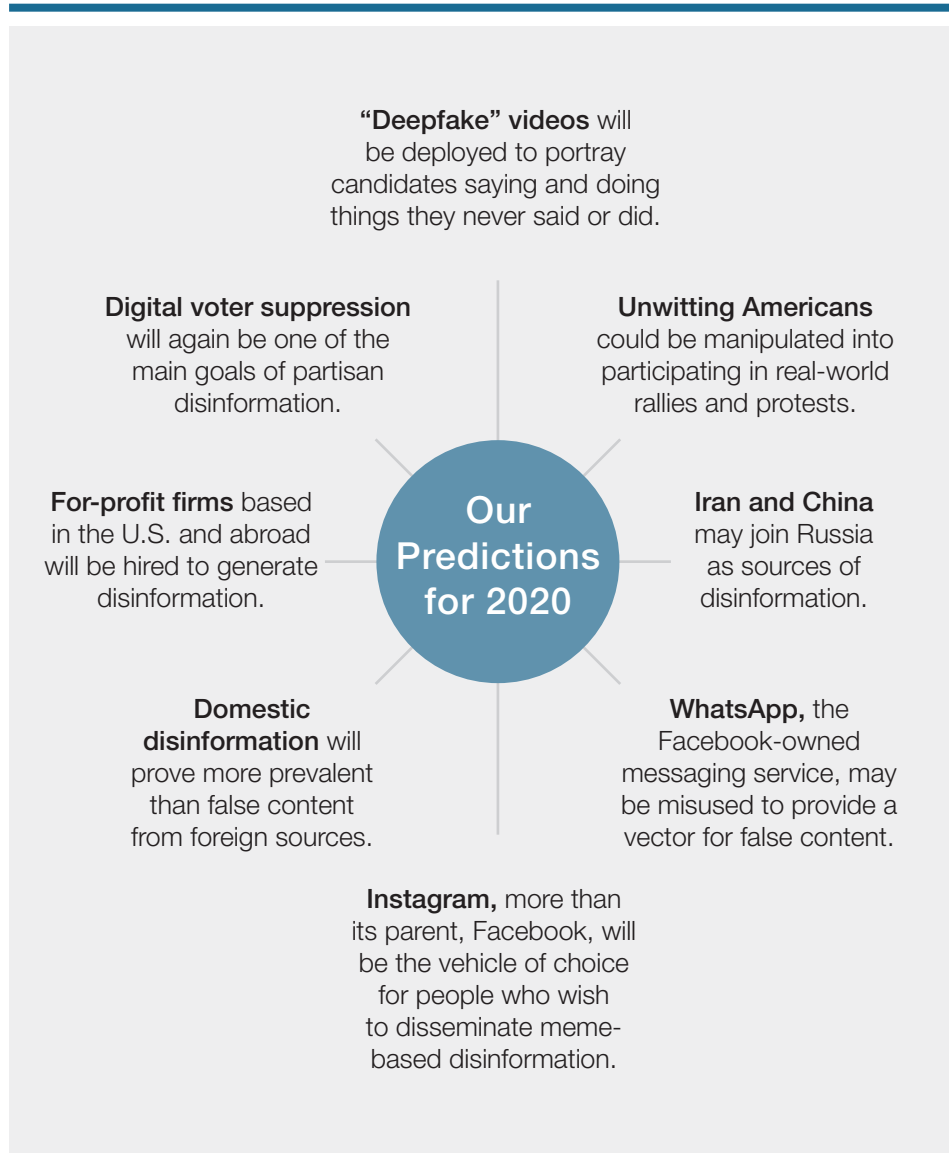 “Deepfake” videos will
be deployed to portray
candidates saying and doing
things they never said or did.
Digital voter suppression
will again be one of the
main goals of partisan
disinformation.
Unwitting Americans
could be manipulated into
participating in real-world
rallies and protests.
For-profit firms based
in the U.S. and abroad
will be hired to generate
disinformation.
Our
Predictions
for 2020
Iran and China
may join Russia
as sources of
disinformation.
Domestic
disinformation will
prove more prevalent
than false content
from foreign sources.
WhatsApp, the
Facebook-owned
messaging service, may
be misused to provide a
vector for false content.
Instagram, more than
its parent, Facebook, will
be the vehicle of choice
for people who wish
to disseminate meme-
based disinformation.